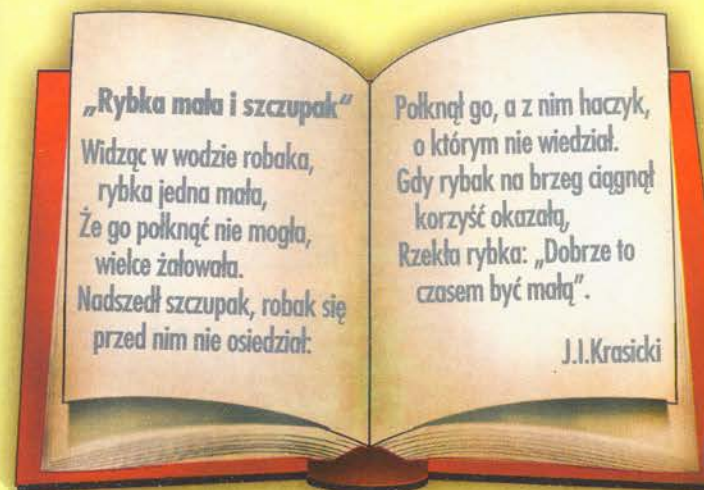 „Rybka mała i szczupak"
Widząc w wodzie robaka,
rybka jedna mała,
Że go połknąć nie mogła,
wielce żałowała.
Nadszedł szczupak, robak się
przed nim nie osiedział:
Połknął go, a z nim haczyk,
o którym nie wiedział.
Gdy rybak na brzeg ciągnął
korzyść okazałą,
Rzekła rybka: „Dobrze to
czasem być małą”.
J.I.Krasicki